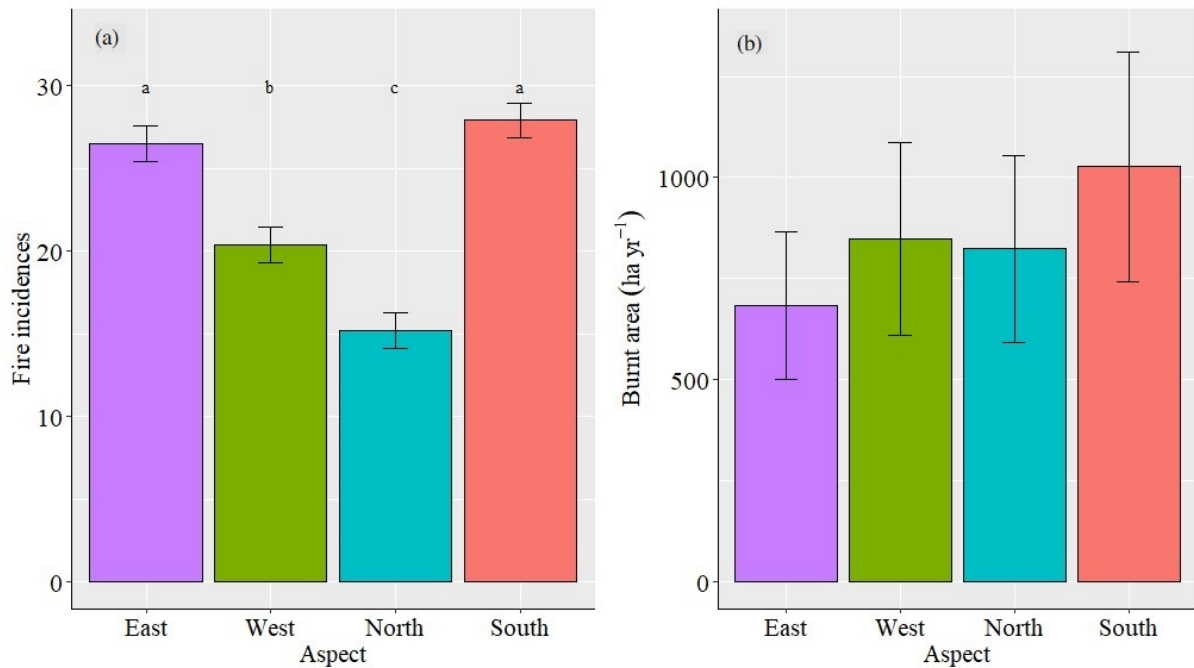 (a)
Fire incidences
30
20
10
0
a b c a
East West North South
Aspect
(b)
Burnt area (ha yr⁻¹)
1000
500
0
East West North South
Aspect